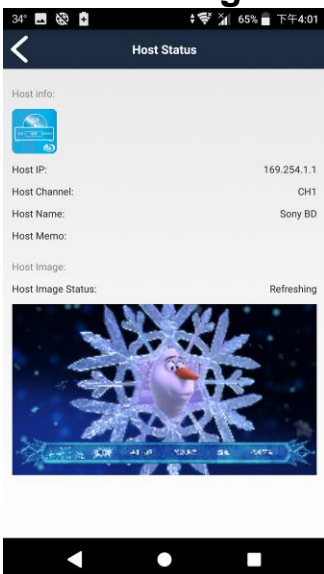 34° 65% 下午4:01
Host Status
Host info:
Host IP: 169.254.1.1
Host Channel: CH1
Host Name: Sony BD
Host Memo:
Host Image:
Host Image Status: Refreshing